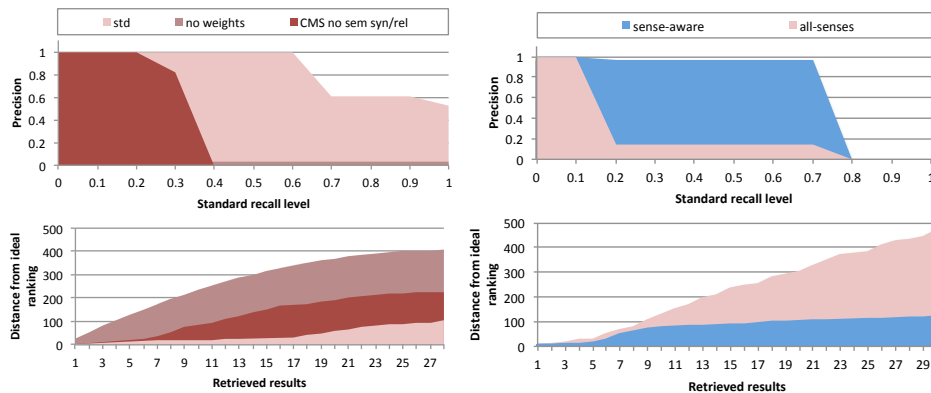 std no weights CMS no sem syn/rel
Precision
1
0.8
0.6
0.4
0.2
0
0 0.1 0.2 0.3 0.4 0.5 0.6 0.7 0.8 0.9 1
Standard recall level
sense-aware all-senses
Precision
1
0.8
0.6
0.4
0.2
0
0 0.1 0.2 0.3 0.4 0.5 0.6 0.7 0.8 0.9 1
Standard recall level
Distance from ideal
ranking
500
400
300
200
100
0
1 3 5 7 9 11 13 15 17 19 21 23 25 27
Retrieved results
Distance from ideal
ranking
500
400
300
200
100
0
1 3 5 7 9 11 13 15 17 19 21 23 25 27 29
Retrieved results